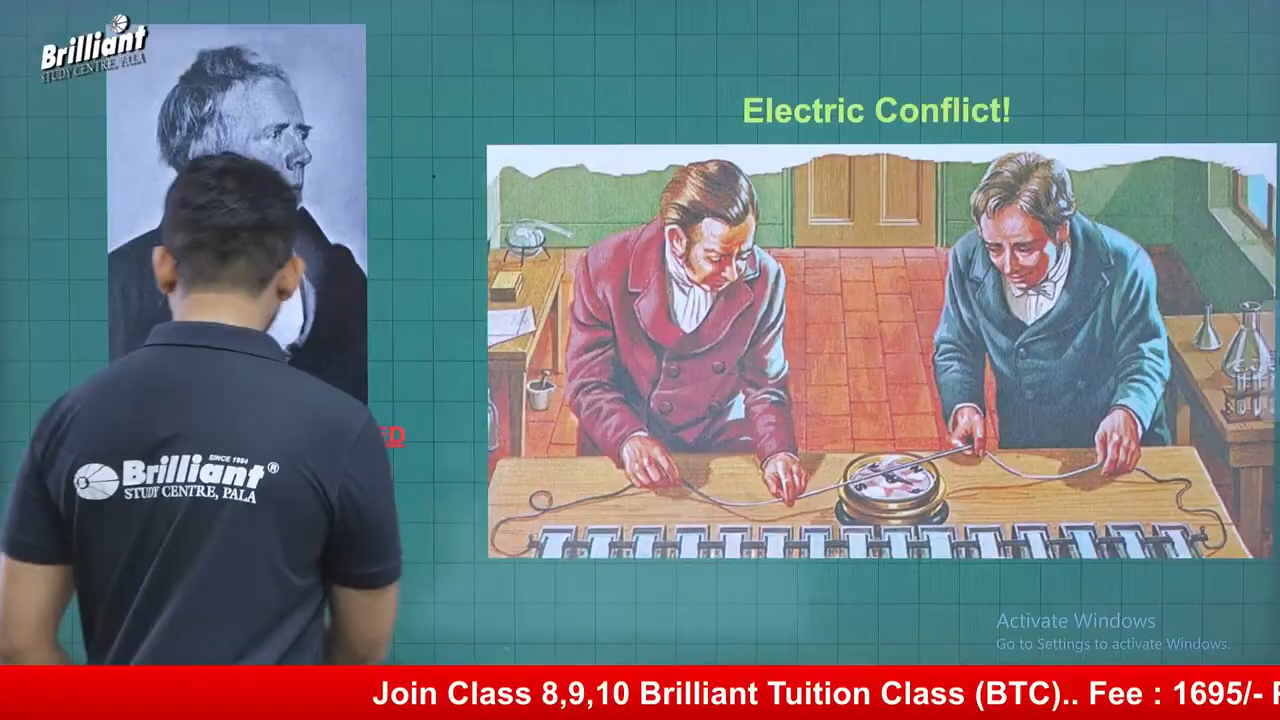 Brilliant
STUDY CENTRE, PALA
Electric Conflict!
ED
SINCE 1984
Brilliant®
STUDY CENTRE, PALA
Activate Windows
Go to Settings to activate Windows.
Join Class 8,9,10 Brilliant Tuition Class (BTC).. Fee : 1695/-